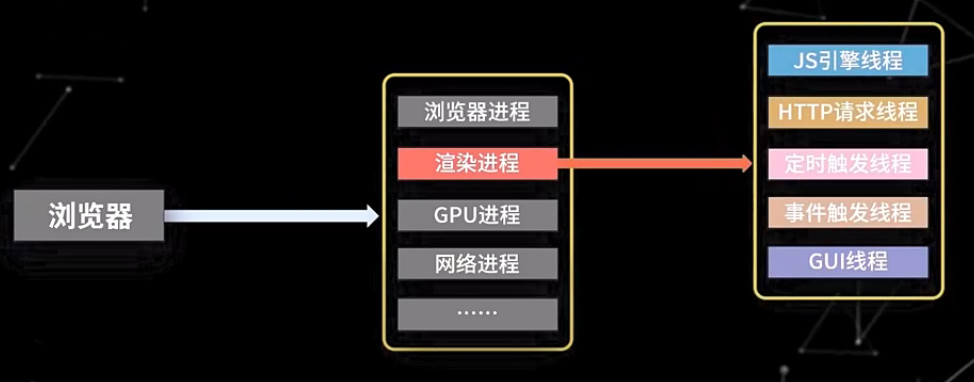 浏览器
浏览器进程
渲染进程
GPU进程
网络进程
……
JS引擎线程
HTTP请求线程
定时触发线程
事件触发线程
GUI线程